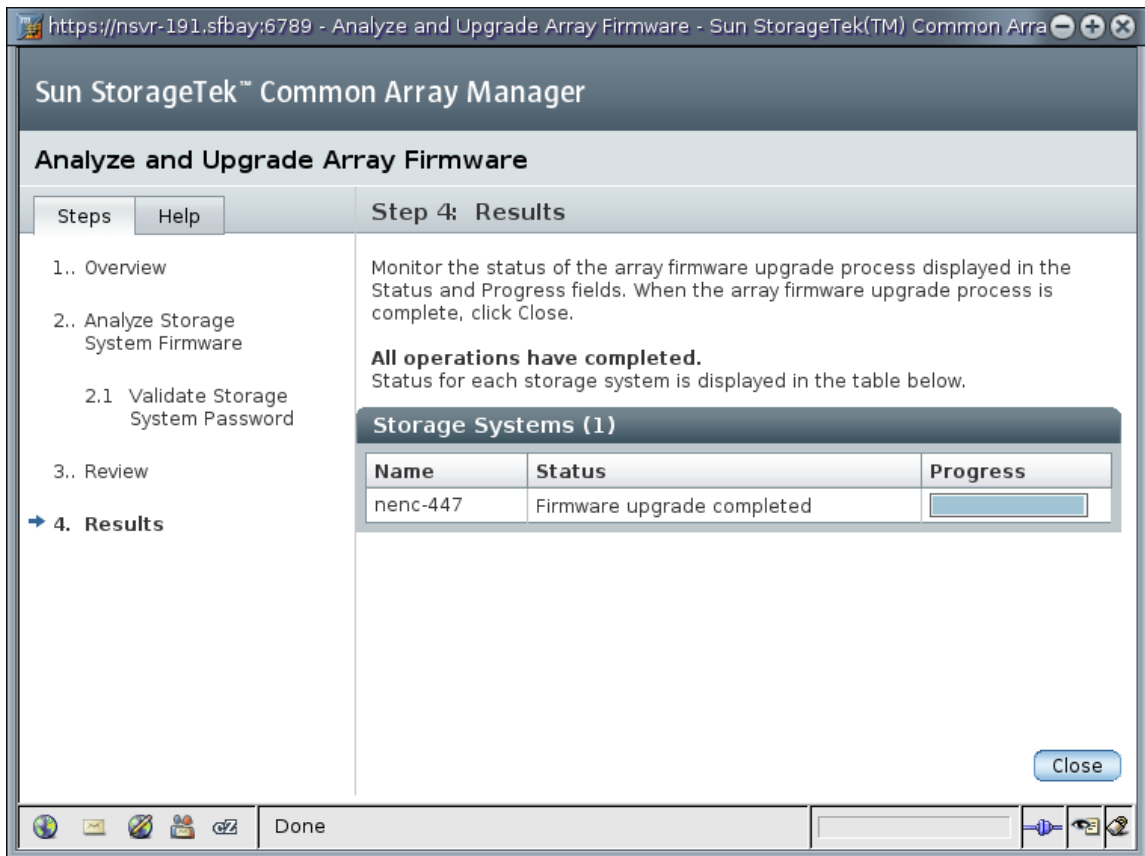 https://nsvr-191.sfbay:6789 - Analyze and Upgrade Array Firmware - Sun StorageTek(TM) Common Arra
Sun StorageTek™ Common Array Manager
Analyze and Upgrade Array Firmware
Steps
Help
1.. Overview
2.. Analyze Storage
System Firmware
2.1 Validate Storage
System Password
3.. Review
4. Results
Step 4: Results
Monitor the status of the array firmware upgrade process displayed in the
Status and Progress fields. When the array firmware upgrade process is
complete, click Close.
All operations have completed.
Status for each storage system is displayed in the table below.
Storage Systems (1)
Name Status Progress
nenc-447 Firmware upgrade completed
Close
Done